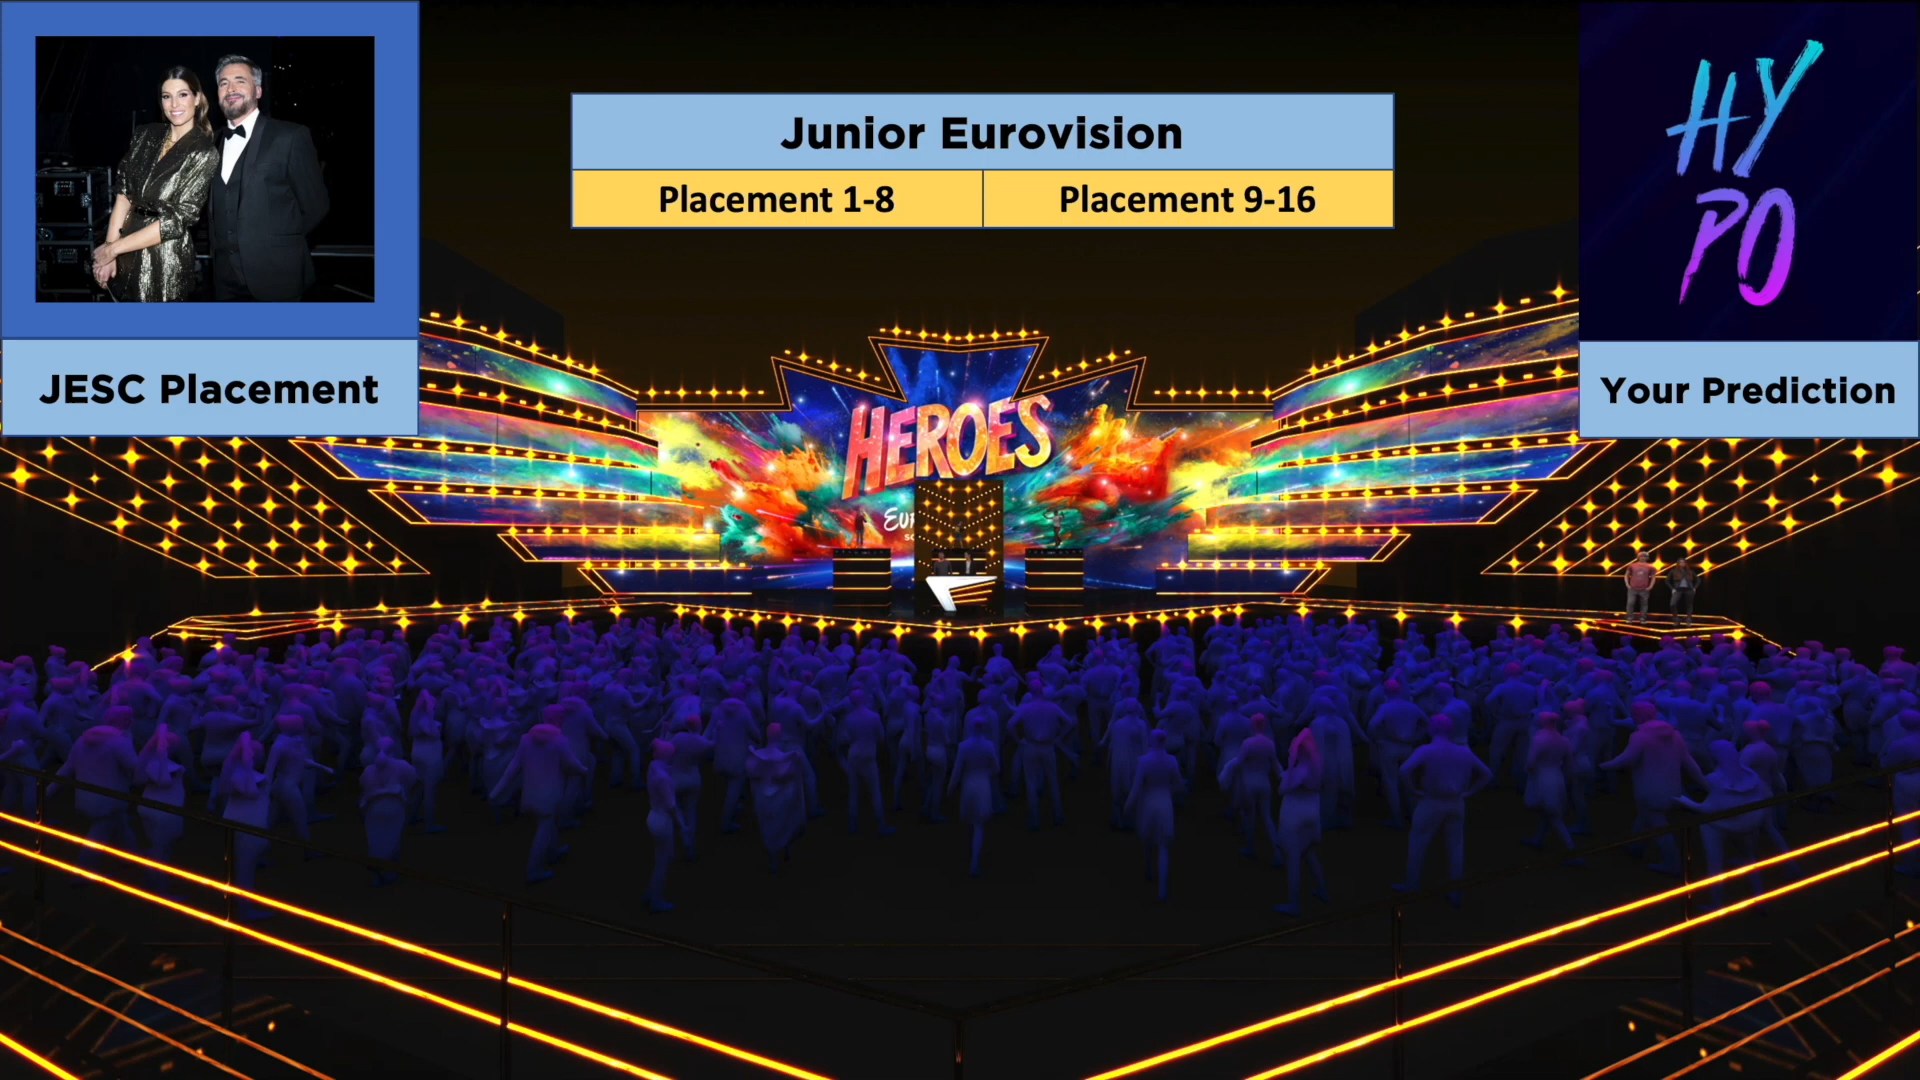 Junior Eurovision
Placement 1-8
Placement 9-16
HY
PO
JESC Placement
Your Prediction
HEROES